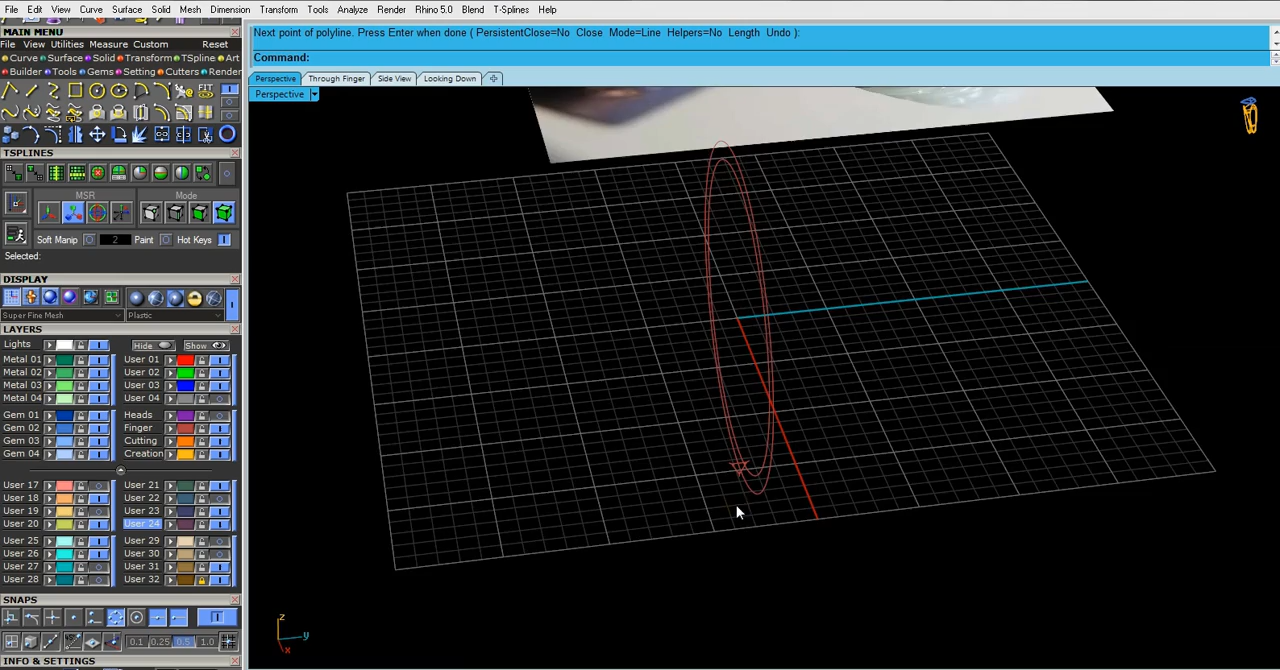 File Edit View Curve Surface Solid Mesh Dimension Transform Tools Analyze Render Rhino 5.0 Blend T-Splines Help
MAIN MENU
File View Utilities Measure Custom Reset
Curve Surface Solid Transform TSpline Art
Builder Tools Gems Setting Cutters Render
FIT
TSPLINES
MSR Mode
Soft Manip 2 Paint Hot Keys
Selected:
DISPLAY
Super Fine Mesh Plastic
LAYERS
Lights Hide Show
Metal 01 User 01
Metal 02 User 02
Metal 03 User 03
Metal 04 User 04
Gem 01 Heads
Gem 02 Finger
Gem 03 Cutting
Gem 04 Creation
User 17 User 21
User 18 User 22
User 19 User 23
User 20 User 24
User 25 User 29
User 26 User 30
User 27 User 31
User 28 User 32
SNAPS
0.1 0.25 0.5 1.0
INFO & SETTINGS
Next point of polyline. Press Enter when done ( PersistentClose=No Close Mode=Line Helpers=No Length Undo ):
Command:
Perspective Through Finger Side View Looking Down
Perspective
z
y
x